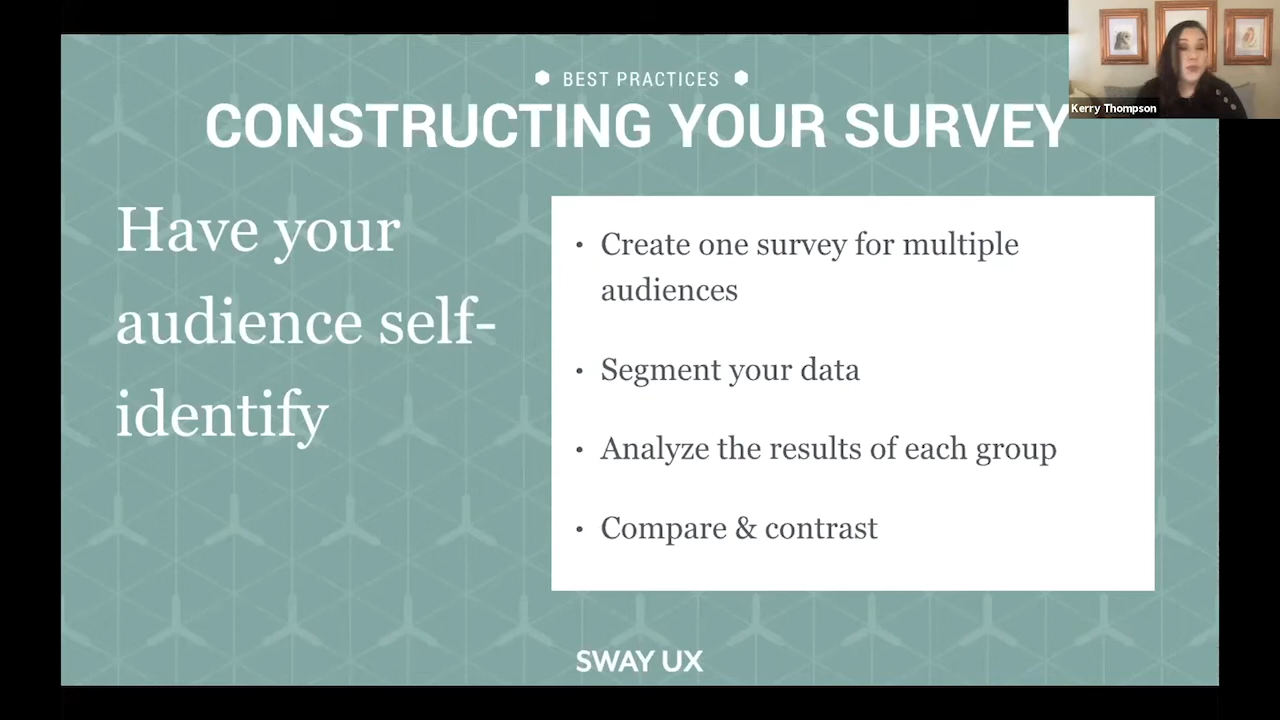 BEST PRACTICES
CONSTRUCTING YOUR SURVEY
Kerry Thompson
Have your
audience self-
identify
• Create one survey for multiple
audiences
• Segment your data
• Analyze the results of each group
• Compare & contrast
SWAY UX